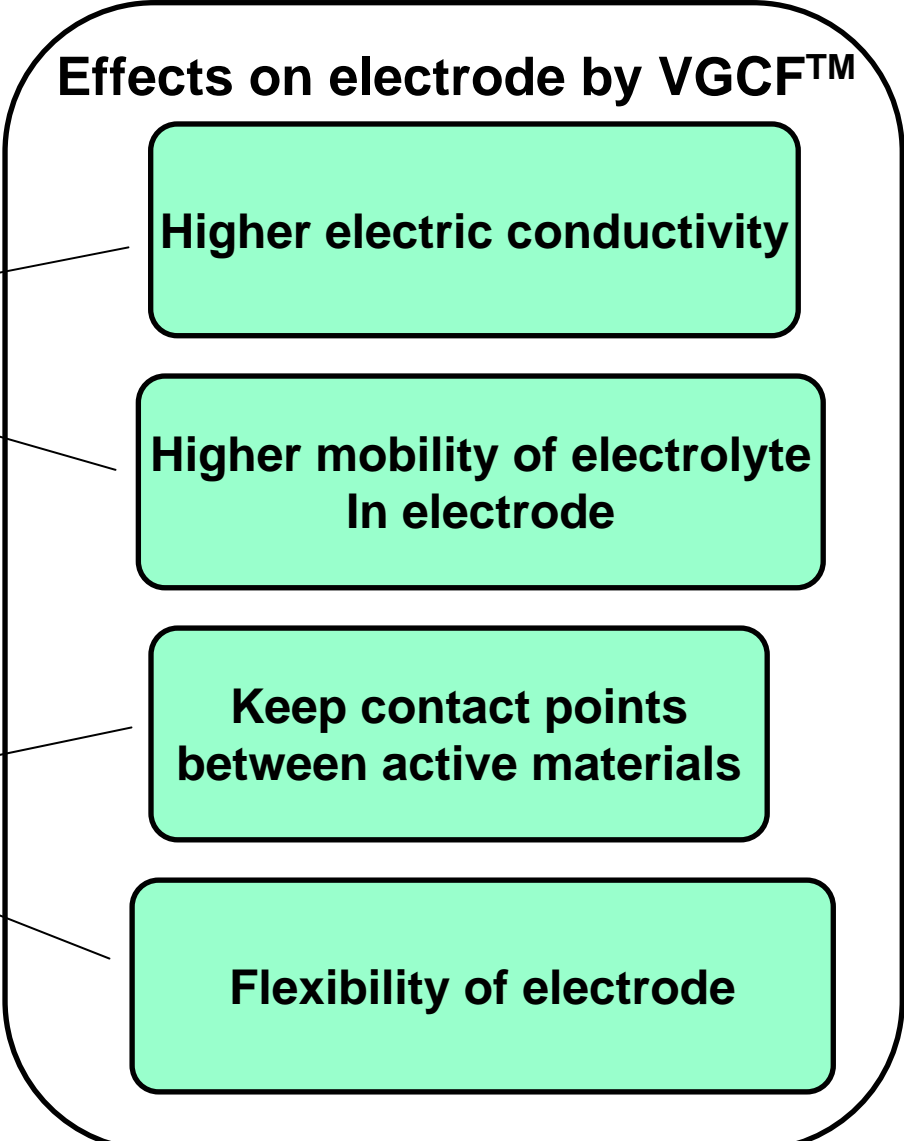 Effects on electrode by VGCF™
Higher electric conductivity
Higher mobility of electrolyte
In electrode
Keep contact points
between active materials
Flexibility of electrode